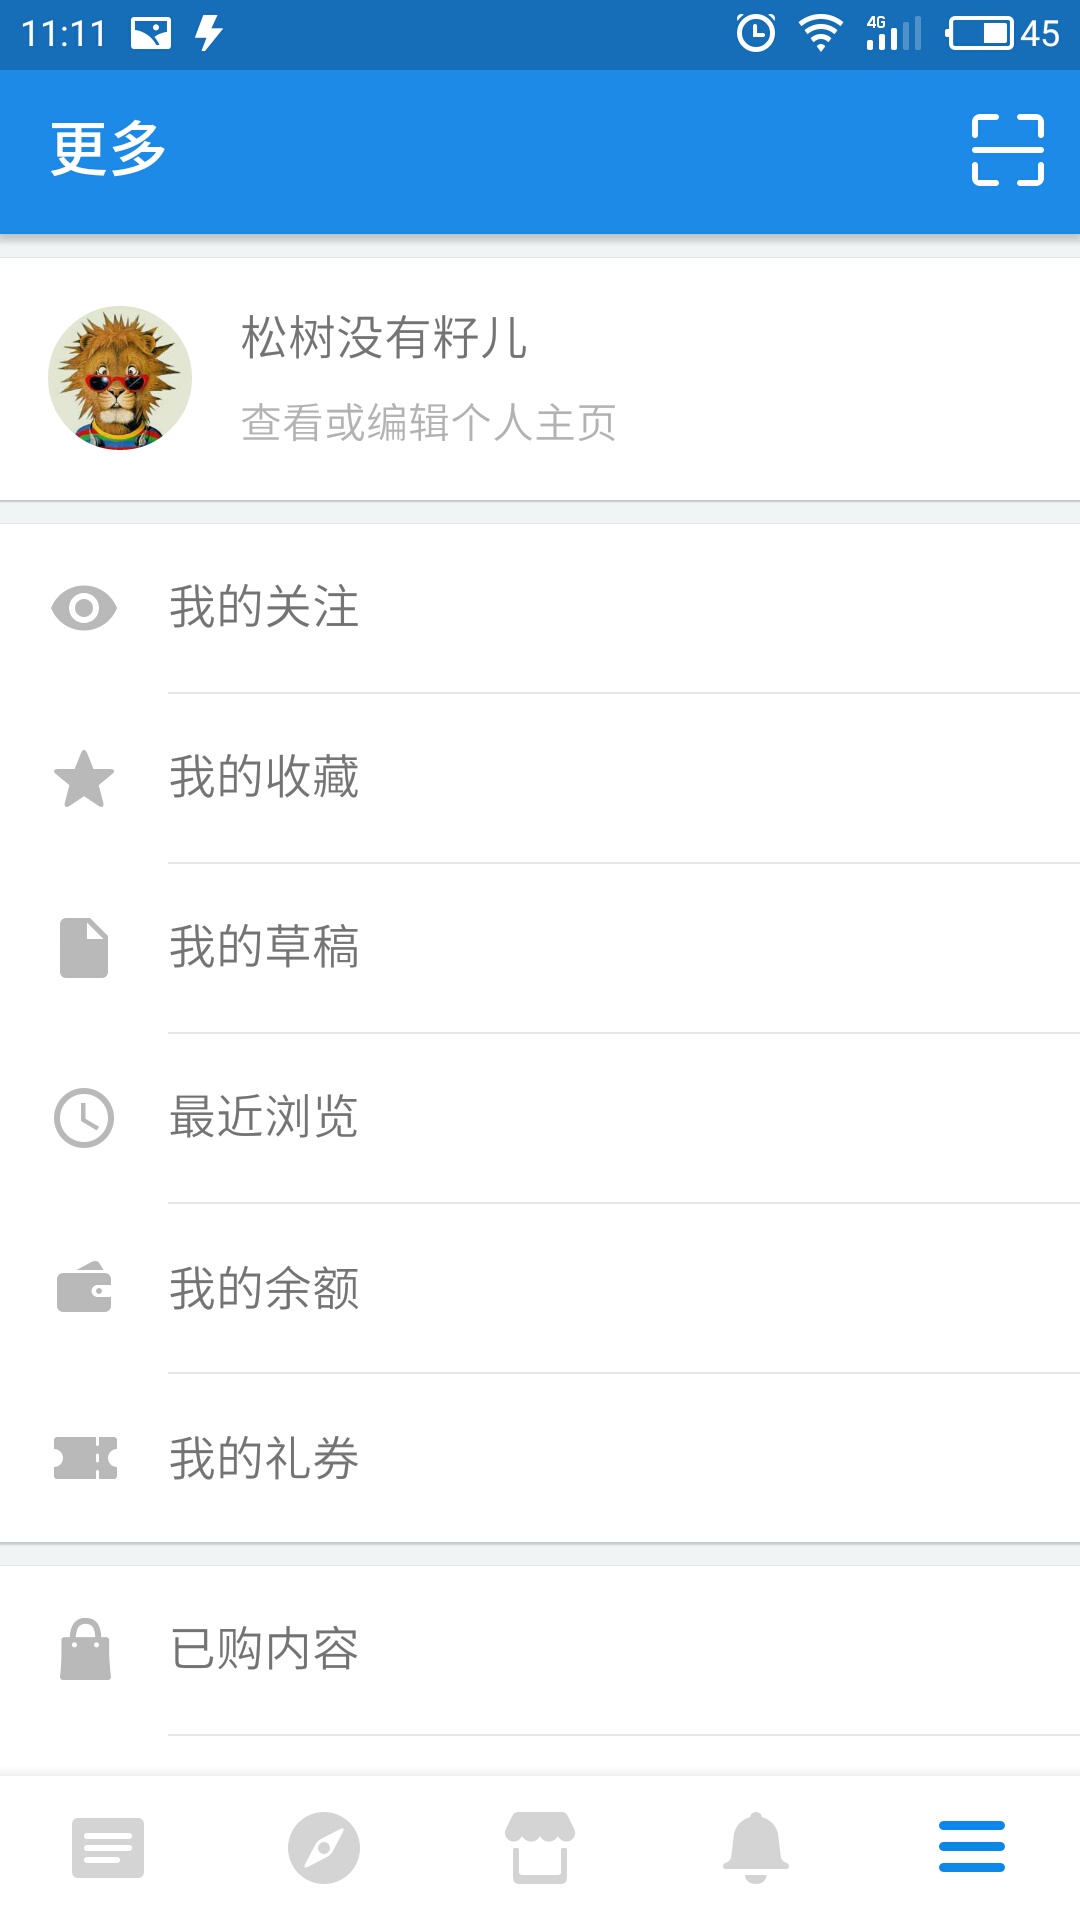 11:11 4G 45
更多
松树没有籽儿
查看或编辑个人主页
我的关注
我的收藏
我的草稿
最近浏览
我的余额
我的礼券
已购内容